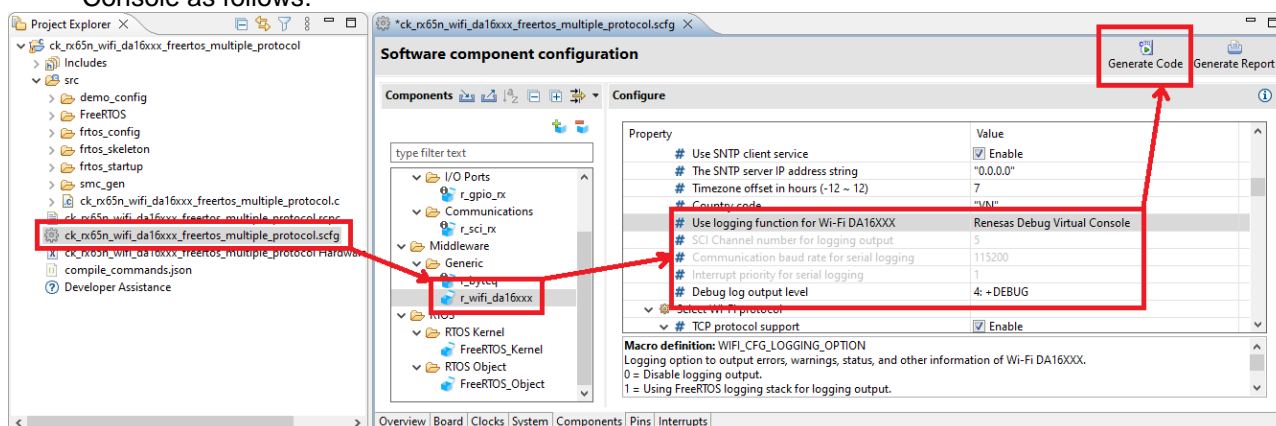 Console as follows:
Project Explorer
ck_rx65n_wifi_da16xxx_freertos_multiple_protocol
Includes
src
demo_config
FreeRTOS
frtos_config
frtos_skeleton
frtos_startup
smc_gen
ck_rx65n_wifi_da16xxx_freertos_multiple_protocol.c
ck_rx65n_wifi_da16xxx_freertos_multiple_protocol.rcpc
ck_rx65n_wifi_da16xxx_freertos_multiple_protocol.scfg
ck_rx65n_wifi_da16xxx_freertos_multiple_protocol Hardwar
compile_commands.json
Developer Assistance
*ck_rx65n_wifi_da16xxx_freertos_multiple_protocol.scfg
Software component configuration
Generate Code Generate Report
Components
type filter text
I/O Ports
r_gpio_rx
Communications
r_sci_rx
Middleware
Generic
r_byteq
r_wifi_da16xxx
RTOS
RTOS Kernel
FreeRTOS_Kernel
RTOS Object
FreeRTOS_Object
Configure
Property Value
# Use SNTP client service Enable
# The SNTP server IP address string "0.0.0.0"
# Timezone offset in hours (-12 ~ 12) 7
# Country code "VN"
# Use logging function for Wi-Fi DA16XXX Renesas Debug Virtual Console
# SCI Channel number for logging output 5
# Communication baud rate for serial logging 115200
# Interrupt priority for serial logging 1
# Debug log output level 4: +DEBUG
Select Wi-Fi protocol
# TCP protocol support Enable
Macro definition: WIFI_CFG_LOGGING_OPTION
Logging option to output errors, warnings, status, and other information of Wi-Fi DA16XXX.
0 = Disable logging output.
1 = Using FreeRTOS logging stack for logging output.
Overview Board Clocks System Components Pins Interrupts